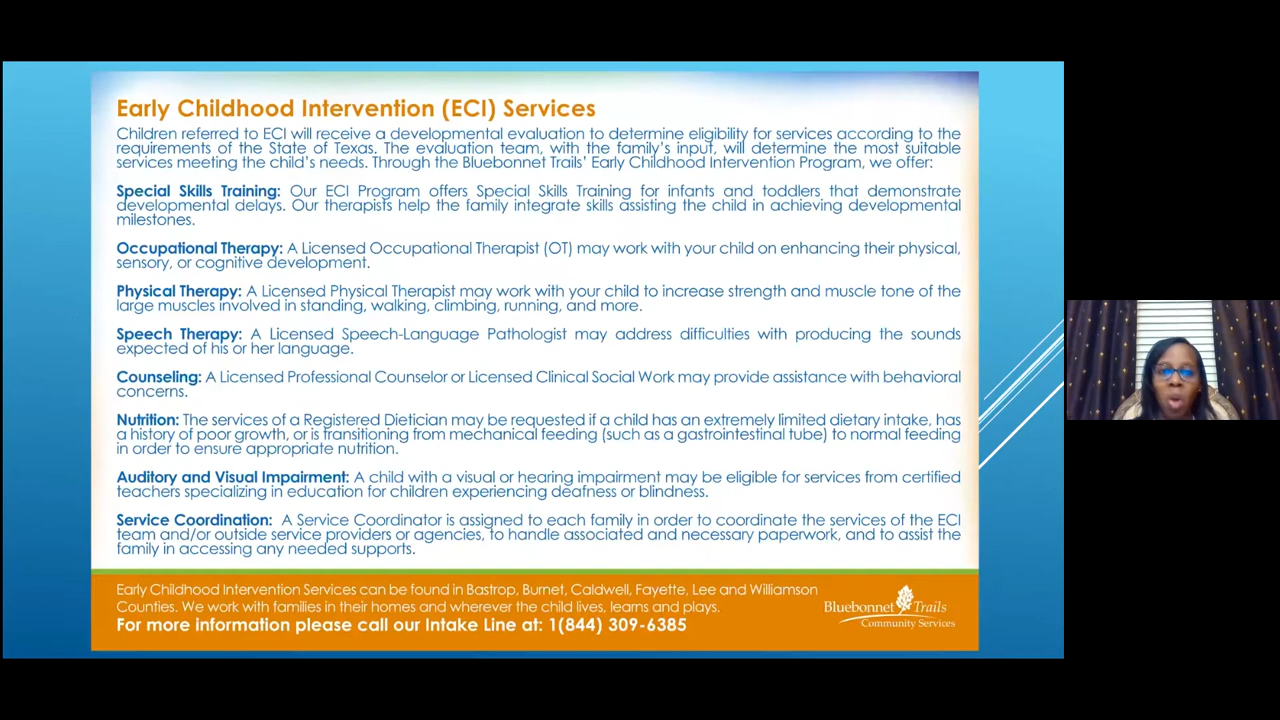 Early Childhood Intervention (ECI) Services
Children referred to ECI will receive a developmental evaluation to determine eligibility for services according to the
requirements of the State of Texas. The evaluation team, with the family's input, will determine the most suitable
services meeting the child's needs. Through the Bluebonnet Trails' Early Childhood Intervention Program, we offer:
Special Skills Training: Our ECI Program offers Special Skills Training for infants and toddlers that demonstrate
developmental delays. Our therapists help the family integrate skills assisting the child in achieving developmental
milestones.
Occupational Therapy: A Licensed Occupational Therapist (OT) may work with your child on enhancing their physical,
sensory, or cognitive development.
Physical Therapy: A Licensed Physical Therapist may work with your child to increase strength and muscle tone of the
large muscles involved in standing, walking, climbing, running, and more.
Speech Therapy: A Licensed Speech-Language Pathologist may address difficulties with producing the sounds
expected of his or her language.
Counseling: A Licensed Professional Counselor or Licensed Clinical Social Work may provide assistance with behavioral
concerns.
Nutrition: The services of a Registered Dietician may be requested if a child has an extremely limited dietary intake, has
a history of poor growth, or is transitioning from mechanical feeding (such as a gastrointestinal tube) to normal feeding
in order to ensure appropriate nutrition.
Auditory and Visual Impairment: A child with a visual or hearing impairment may be eligible for services from certified
teachers specializing in education for children experiencing deafness or blindness.
Service Coordination: A Service Coordinator is assigned to each family in order to coordinate the services of the ECI
team and/or outside service providers or agencies, to handle associated and necessary paperwork, and to assist the
family in accessing any needed supports.
Early Childhood Intervention Services can be found in Bastrop, Burnet, Caldwell, Fayette, Lee and Williamson
Counties. We work with families in their homes and wherever the child lives, learns and plays.
For more information please call our Intake Line at: 1(844) 309-6385
Bluebonnet Trails
Community Services